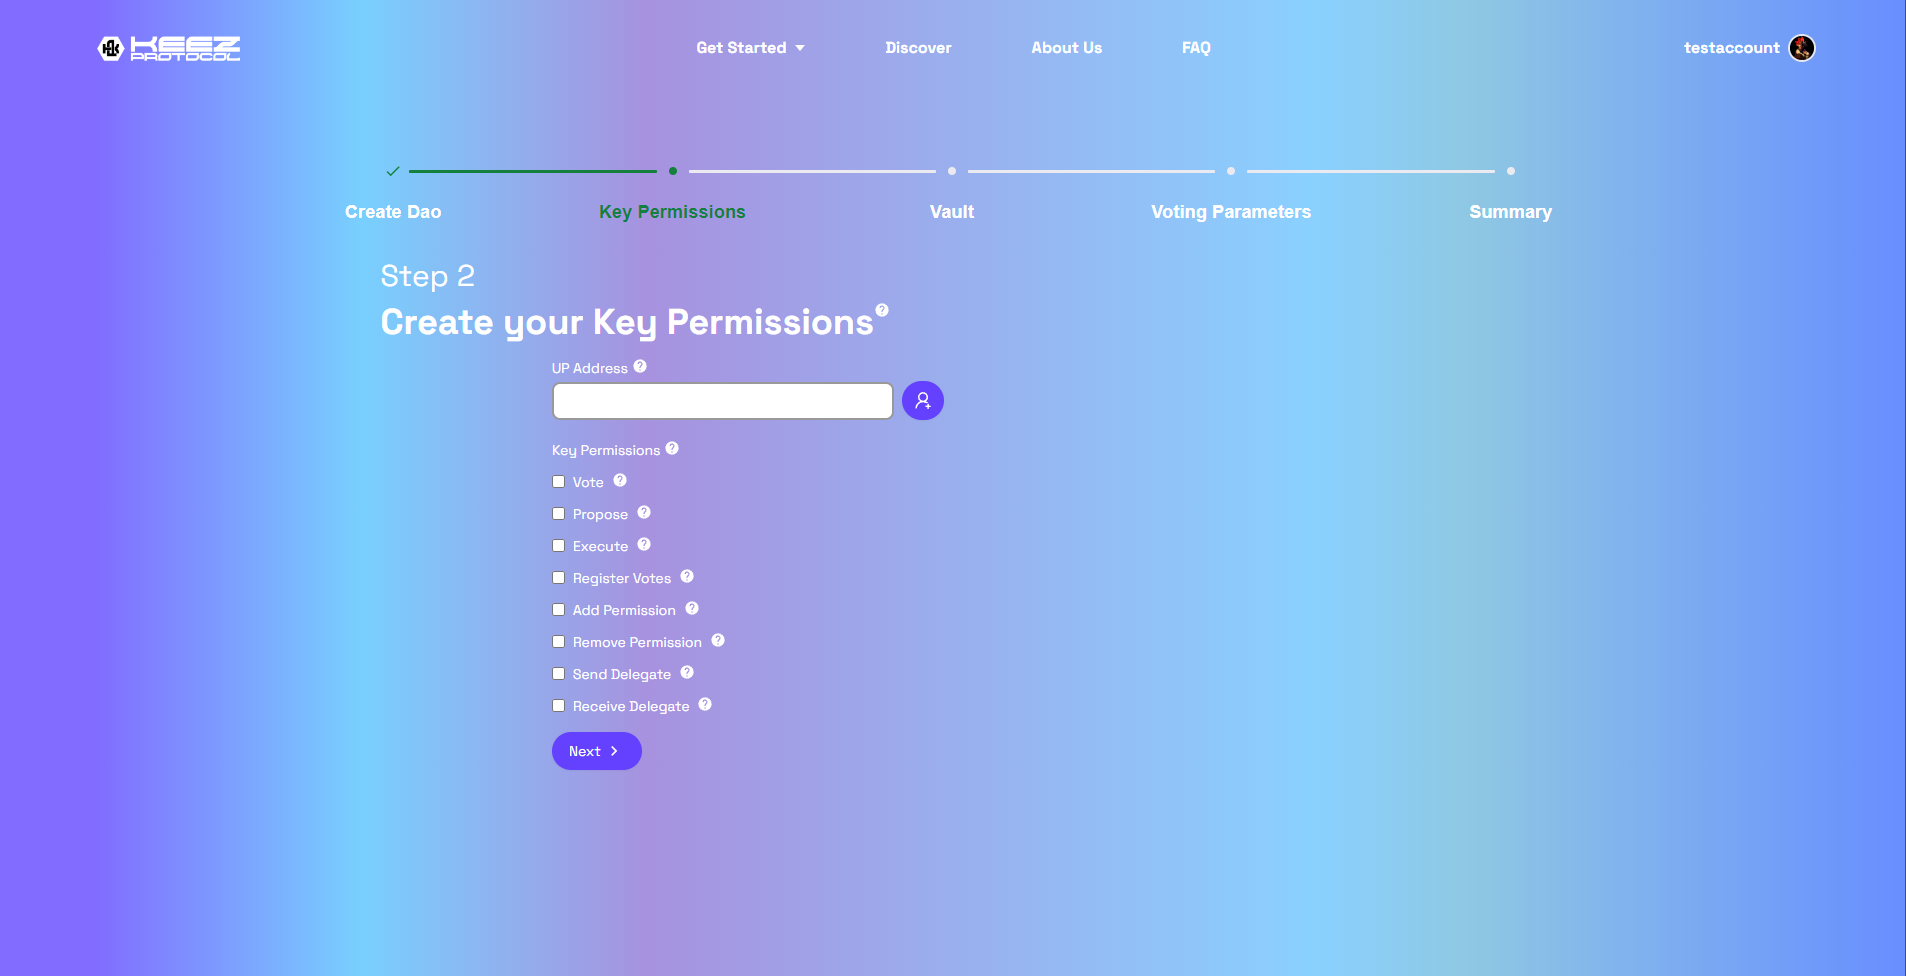 KEEZ
PROTOCOL
Get Started
Discover
About Us
FAQ
testaccount
Create Dao
Key Permissions
Vault
Voting Parameters
Summary
Step 2
Create your Key Permissions
UP Address
Key Permissions
Vote
Propose
Execute
Register Votes
Add Permission
Remove Permission
Send Delegate
Receive Delegate
Next